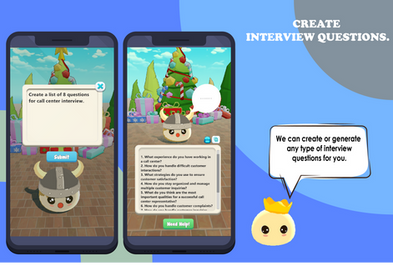 CREATE
INTERVIEW QUESTIONS.
Create a list of 8 questions
for call center interview.
Submit
1. What experience do you have working in
a call center?
2. How do you handle difficult customer
interactions?
3. What strategies do you use to ensure
customer satisfaction?
4. How do you stay organized and manage
multiple customer inquiries?
5. What do you think are the most
important qualities for a successful call
center representative?
6. How do you handle customer complaints?
Need Help?
We can create or generate
any type of interview
questions for you.